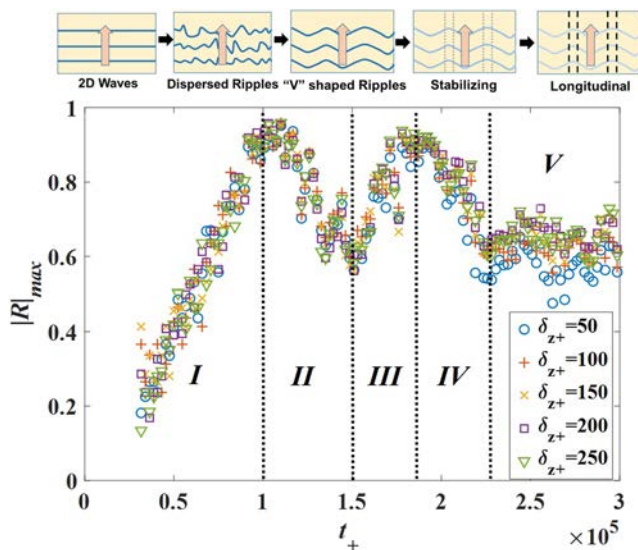 2D Waves
Dispersed Ripples
“V” shaped Ripples
Stabilizing
Longitudinal
|R|max
1
0.8
0.6
0.4
0.2
0
I
II
III
IV
V
δz+=50
δz+=100
δz+=150
δz+=200
δz+=250
0 0.5 1 1.5 2 2.5 3
t+
×10⁵